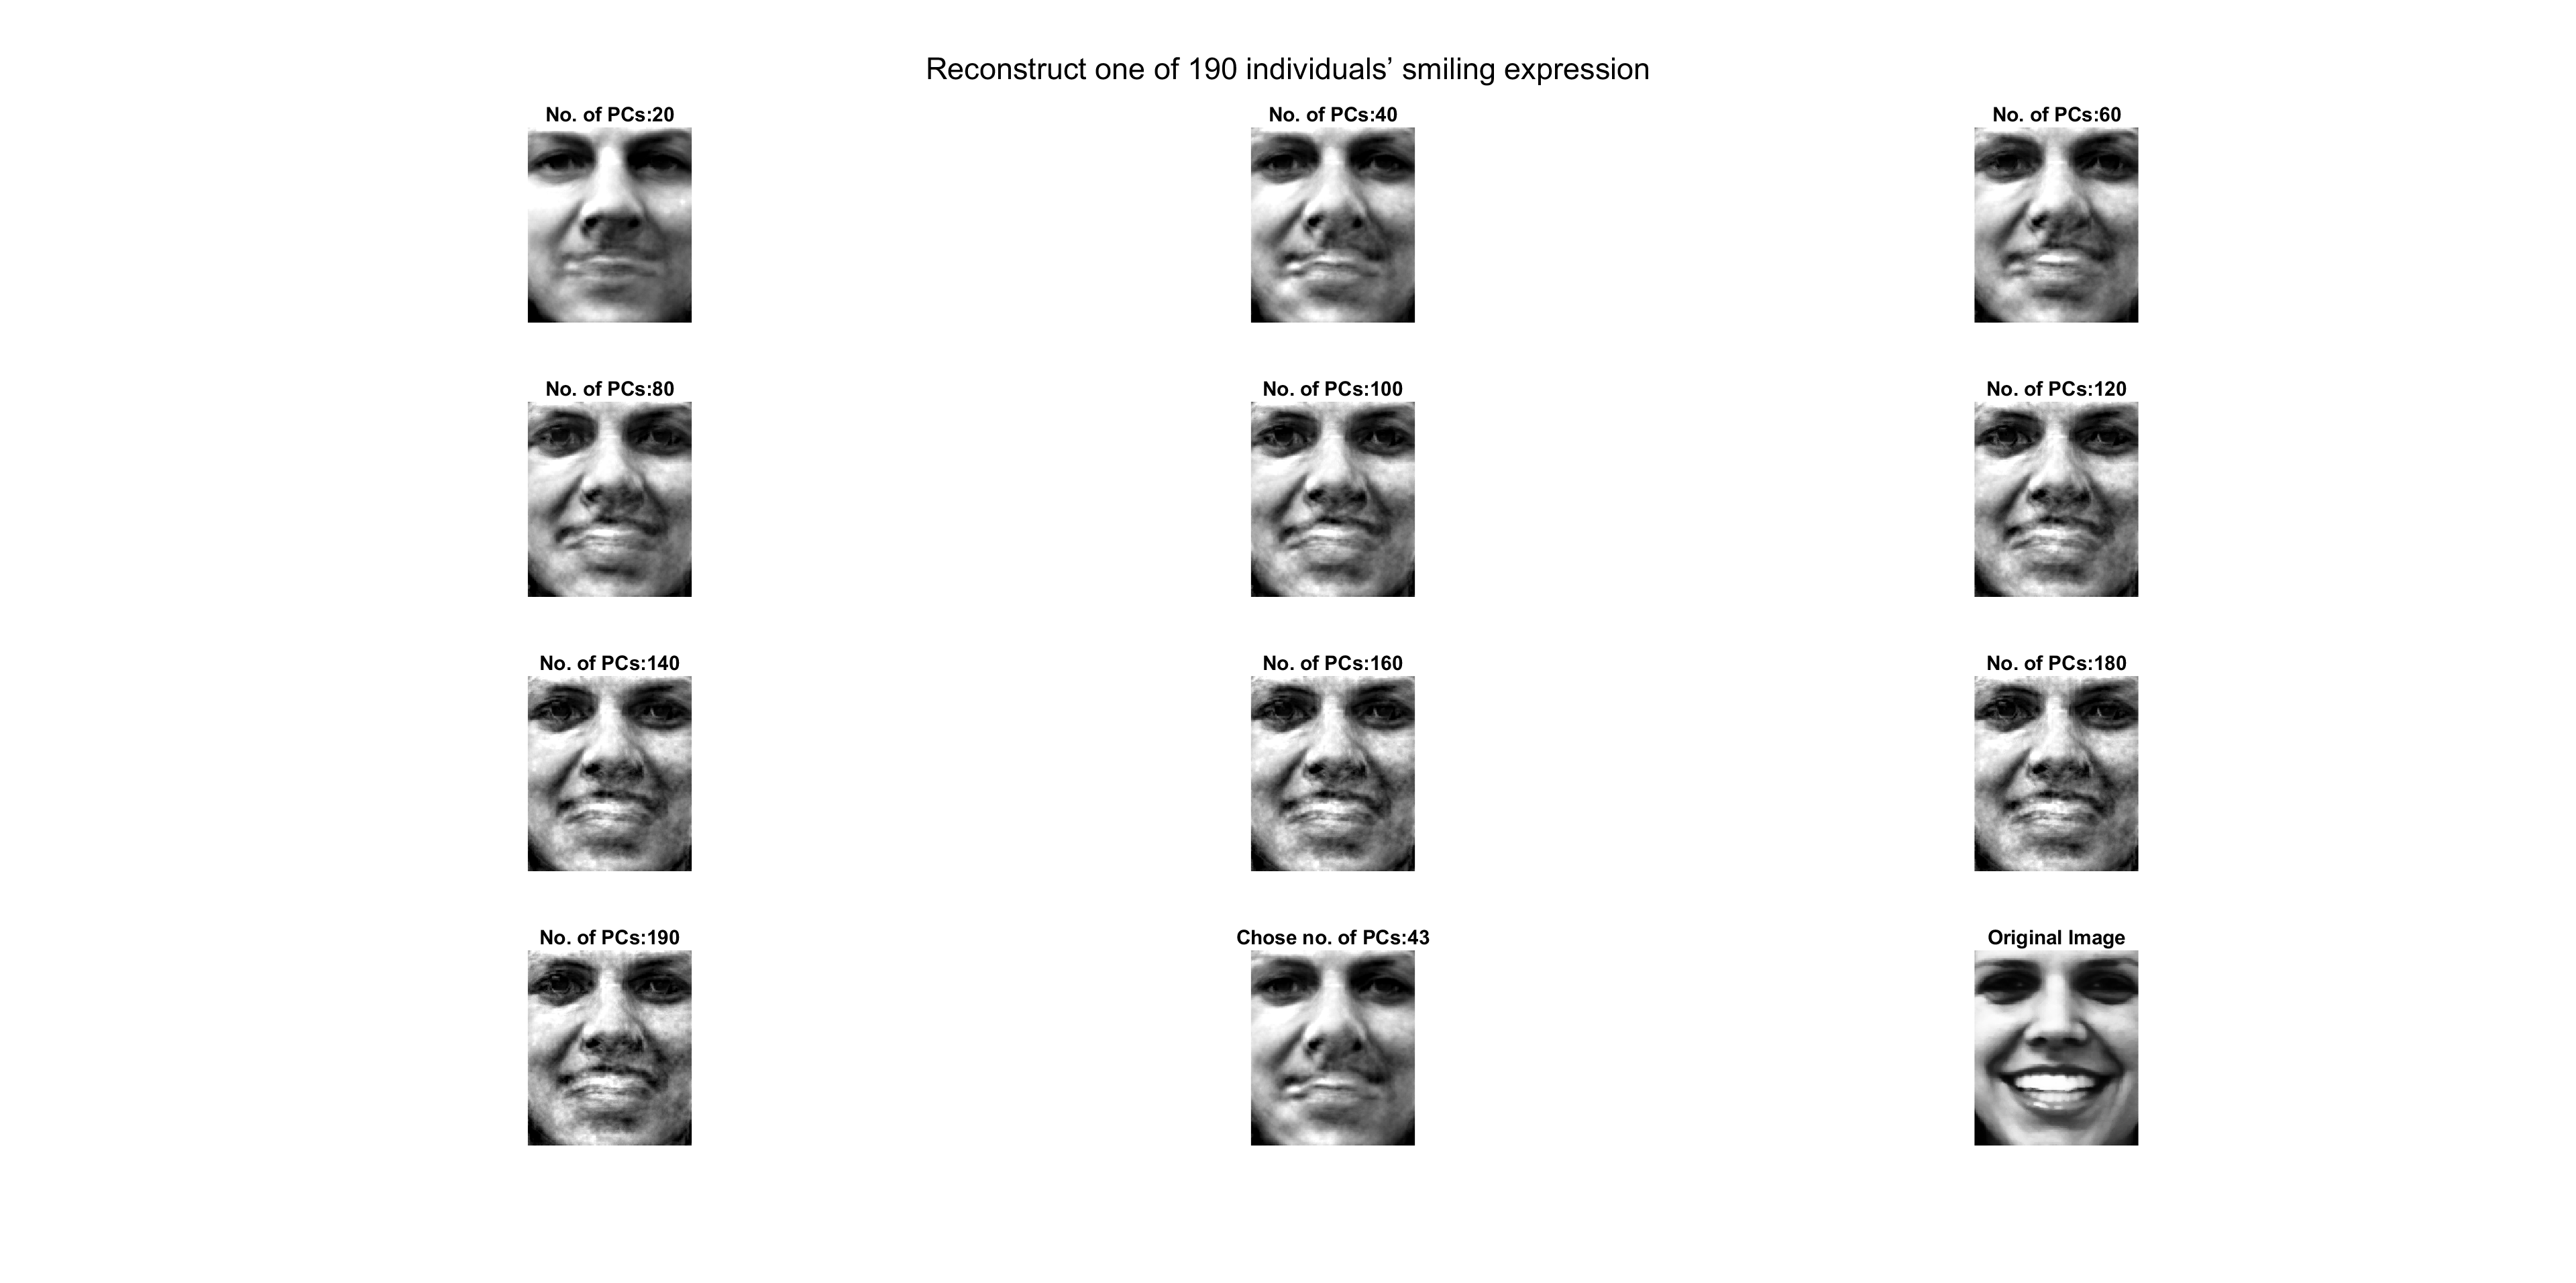 Reconstruct one of 190 individuals’ smiling expression
No. of PCs:20
No. of PCs:40
No. of PCs:60
No. of PCs:80
No. of PCs:100
No. of PCs:120
No. of PCs:140
No. of PCs:160
No. of PCs:180
No. of PCs:190
Chose no. of PCs:43
Original Image